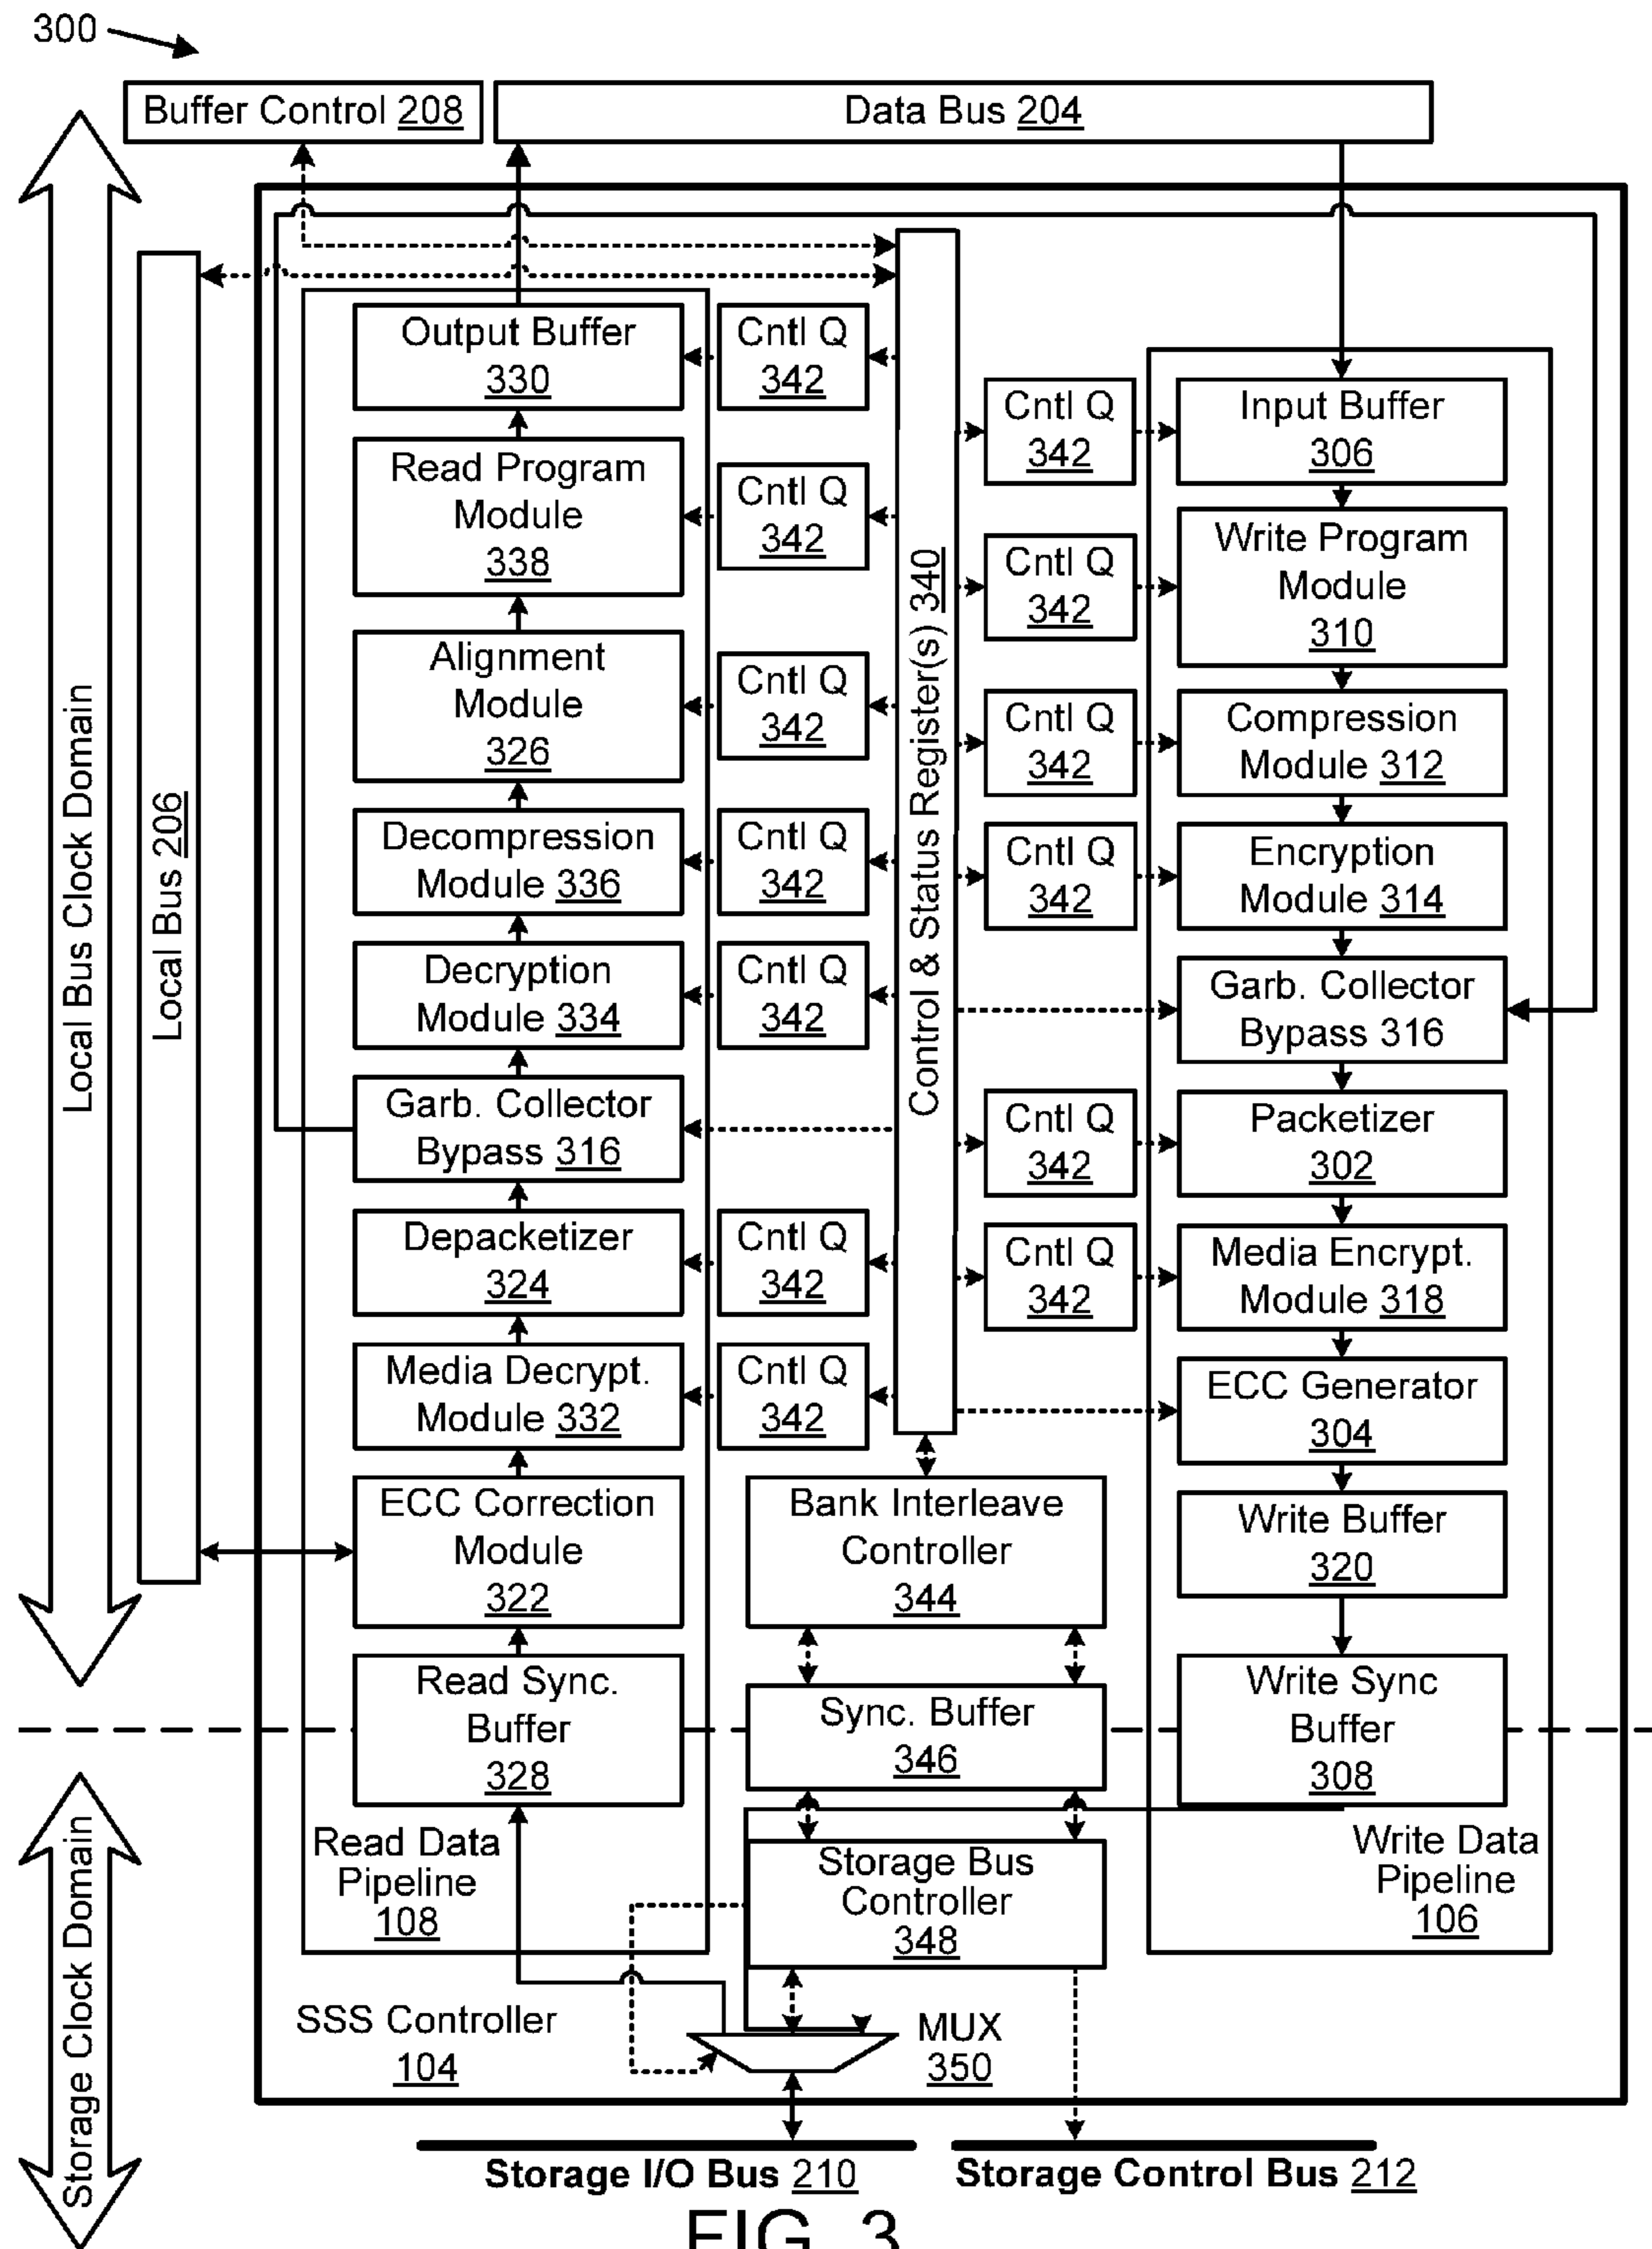 300
Buffer Control 208
Data Bus 204
Local Bus Clock Domain
Local Bus 206
Output Buffer
330
Read Program
Module
338
Alignment
Module
326
Decompression
Module 336
Decryption
Module 334
Garb. Collector
Bypass 316
Depacketizer
324
Media Decrypt.
Module 332
ECC Correction
Module
322
Read Sync.
Buffer
328
Read Data
Pipeline
108
Cntl Q
342
Cntl Q
342
Cntl Q
342
Cntl Q
342
Cntl Q
342
Cntl Q
342
Cntl Q
342
Control & Status Register(s) 340
Cntl Q
342
Cntl Q
342
Cntl Q
342
Cntl Q
342
Cntl Q
342
Cntl Q
342
Input Buffer
306
Write Program
Module
310
Compression
Module 312
Encryption
Module 314
Garb. Collector
Bypass 316
Packetizer
302
Media Encrypt.
Module 318
ECC Generator
304
Write Buffer
320
Write Sync
Buffer
308
Write Data
Pipeline
106
Bank Interleave
Controller
344
Sync. Buffer
346
Storage Bus
Controller
348
Storage Clock Domain
SSS Controller
104
MUX
350
Storage I/O Bus 210
Storage Control Bus 212
FIG. 3